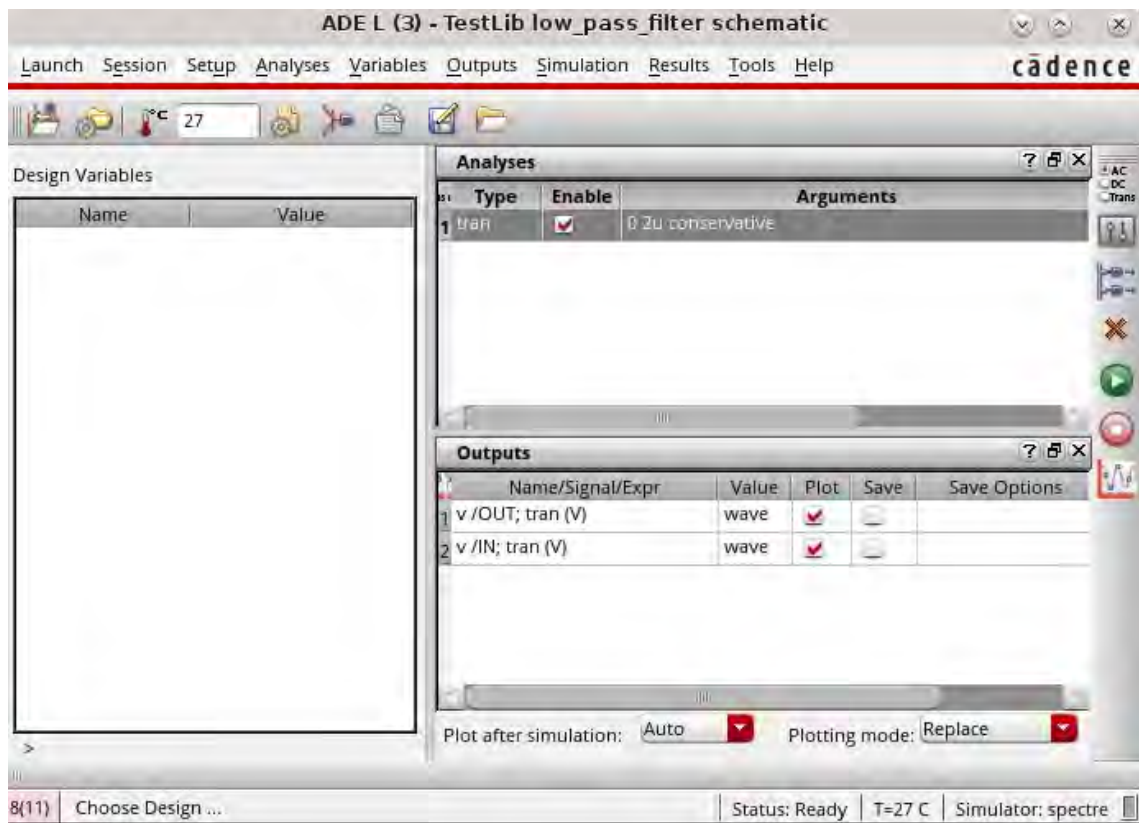 ADE L (3) - TestLib low_pass_filter schematic
Launch Session Setup Analyses Variables Outputs Simulation Results Tools Help cādence
°C 27
Design Variables
Name Value
Analyses
Type Enable Arguments
1 tran 0 2u conservative
AC
DC
Trans
Outputs
Name/Signal/Expr Value Plot Save Save Options
1 v /OUT; tran (V) wave
2 v /IN; tran (V) wave
Plot after simulation: Auto Plotting mode: Replace
>
8(11) Choose Design ... Status: Ready T=27 C Simulator: spectre